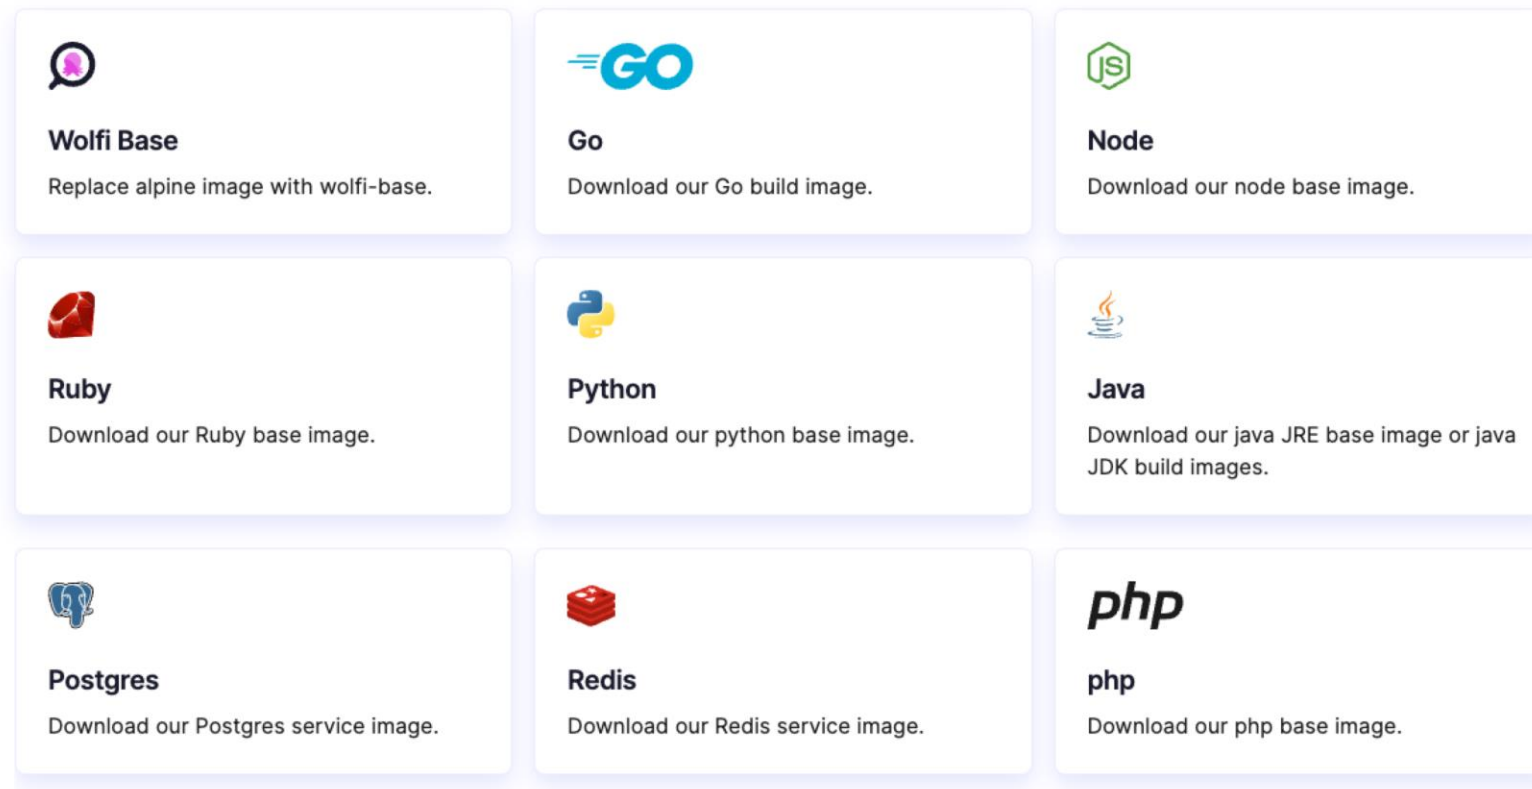 GO
JS
Wolfi Base
Go
Node
Replace alpine image with wolfi-base.
Download our Go build image.
Download our node base image.
Ruby
Python
Java
Download our Ruby base image.
Download our python base image.
Download our java JRE base image or java
JDK build images.
php
Postgres
Redis
php
Download our Postgres service image.
Download our Redis service image.
Download our php base image.